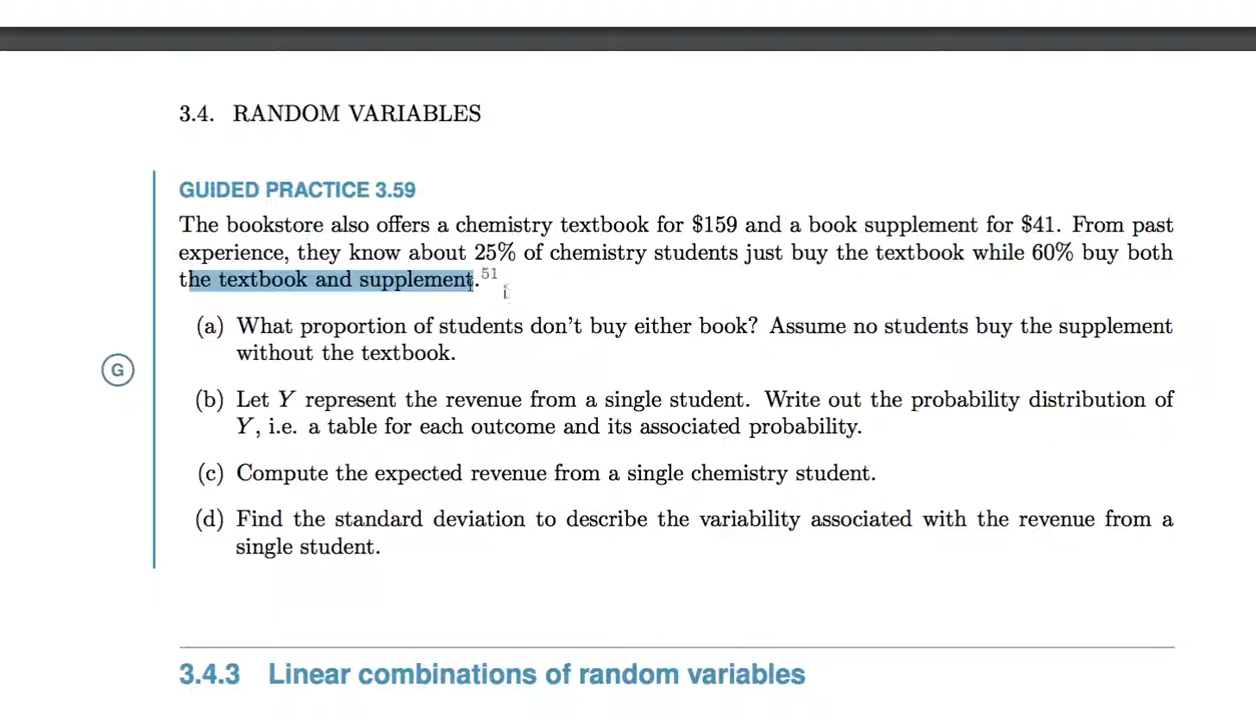 3.4. RANDOM VARIABLES
GUIDED PRACTICE 3.59
The bookstore also offers a chemistry textbook for $159 and a book supplement for $41. From past
experience, they know about 25% of chemistry students just buy the textbook while 60% buy both
the textbook and supplement.51
(a) What proportion of students don't buy either book? Assume no students buy the supplement
without the textbook.
G
(b) Let Y represent the revenue from a single student. Write out the probability distribution of
Y, i.e. a table for each outcome and its associated probability.
(c) Compute the expected revenue from a single chemistry student.
(d) Find the standard deviation to describe the variability associated with the revenue from a
single student.
3.4.3 Linear combinations of random variables